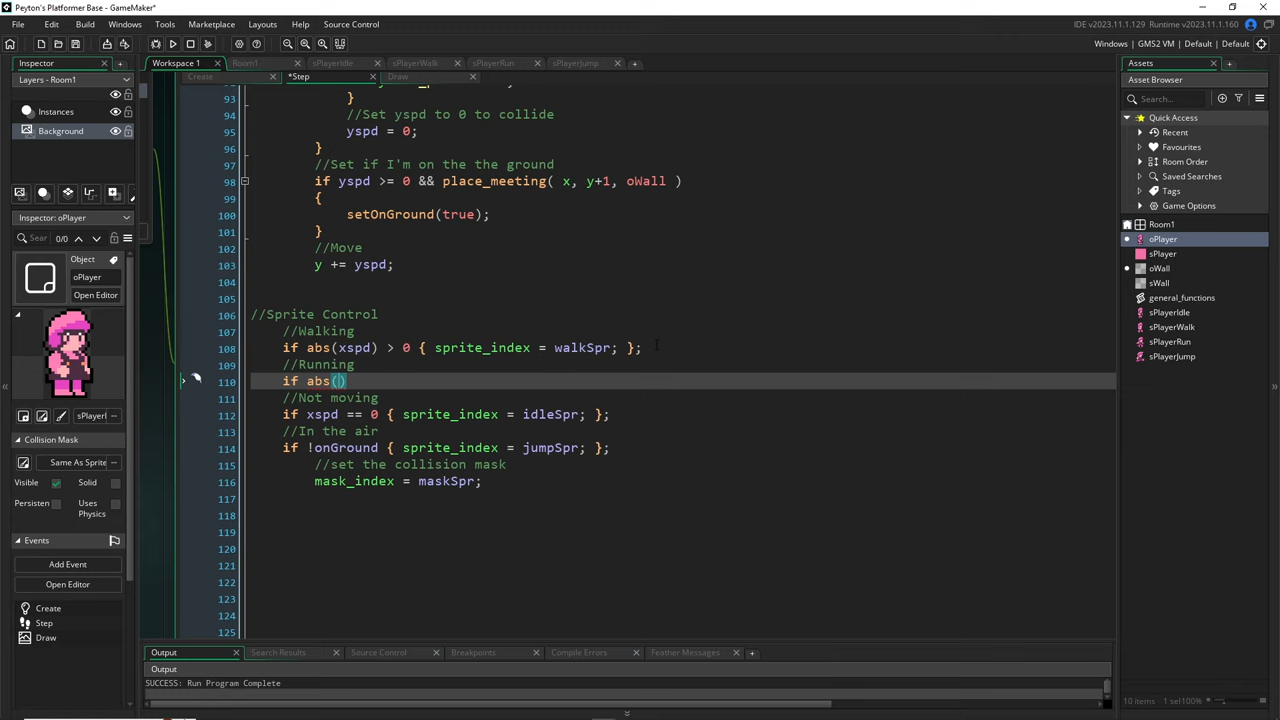 Peyton's Platformer Base - GameMaker*
File Edit Build Windows Tools Marketplace Layouts Help Source Control
IDE v2023.11.1.129 Runtime v2023.11.1.160
Windows | GMS2 VM | Default | Default
Inspector
Layers - Room1
Instances
Background
Inspector: oPlayer
Sear 0/0
Object
oPlayer
Open Editor
sPlayerI
Collision Mask
Same As Sprite
Visible Solid
Persisten Uses Physics
Events
Add Event
Open Editor
Create
Step
Draw
Workspace 1 Room1 sPlayerIdle sPlayerWalk sPlayerRun sPlayerJump
Create *Step Draw
93 }
94 //Set yspd to 0 to collide
95 yspd = 0;
96 }
97 //Set if I'm on the the ground
98 if yspd >= 0 && place_meeting( x, y+1, oWall )
99 {
100 setOnGround(true);
101 }
102 //Move
103 y += yspd;
104
105
106 //Sprite Control
107 //Walking
108 if abs(xspd) > 0 { sprite_index = walkSpr; };
109 //Running
110 if abs()
111 //Not moving
112 if xspd == 0 { sprite_index = idleSpr; };
113 //In the air
114 if !onGround { sprite_index = jumpSpr; };
115 //set the collision mask
116 mask_index = maskSpr;
117
118
119
120
121
122
123
124
125
Output Search Results Source Control Breakpoints Compile Errors Feather Messages
Output
SUCCESS: Run Program Complete
Assets
Asset Browser
Search...
Quick Access
Recent
Favourites
Room Order
Saved Searches
Tags
Game Options
Room1
oPlayer
sPlayer
oWall
sWall
general_functions
sPlayerIdle
sPlayerWalk
sPlayerRun
sPlayerJump
10 items 1 sel 100%